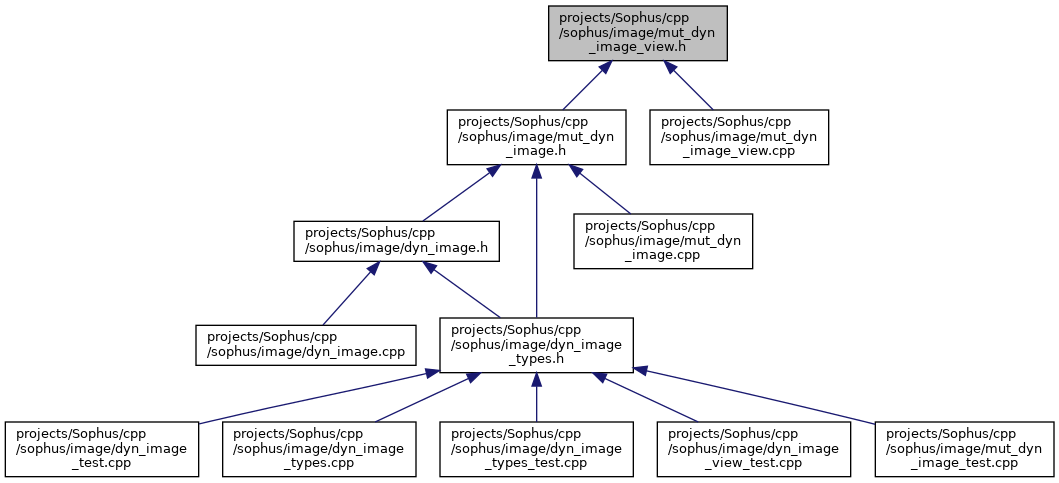 projects/Sophus/cpp
/sophus/image/mut_dyn
_image_view.h
projects/Sophus/cpp
/sophus/image/mut_dyn
_image.h
projects/Sophus/cpp
/sophus/image/mut_dyn
_image_view.cpp
projects/Sophus/cpp
/sophus/image/dyn_image.h
projects/Sophus/cpp
/sophus/image/mut_dyn
_image.cpp
projects/Sophus/cpp
/sophus/image/dyn_image.cpp
projects/Sophus/cpp
/sophus/image/dyn_image
_types.h
projects/Sophus/cpp
/sophus/image/dyn_image
_test.cpp
projects/Sophus/cpp
/sophus/image/dyn_image
_types.cpp
projects/Sophus/cpp
/sophus/image/dyn_image
_types_test.cpp
projects/Sophus/cpp
/sophus/image/dyn_image
_view_test.cpp
projects/Sophus/cpp
/sophus/image/mut_dyn
_image_test.cpp